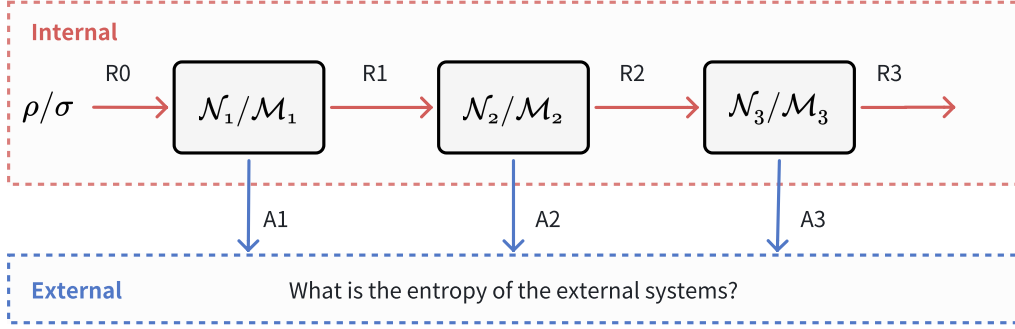 Internal
R0 R1 R2 R3
ρ/σ 𝒩₁/ℳ₁ 𝒩₂/ℳ₂ 𝒩₃/ℳ₃
A1 A2 A3
External What is the entropy of the external systems?